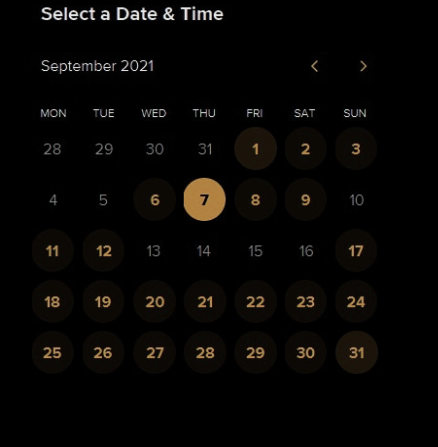 Select a Date & Time
September 2021
MON TUE WED THU FRI SAT SUN
28 29 30 31 1 2 3
4 5 6 7 8 9 10
11 12 13 14 15 16 17
18 19 20 21 22 23 24
25 26 27 28 29 30 31